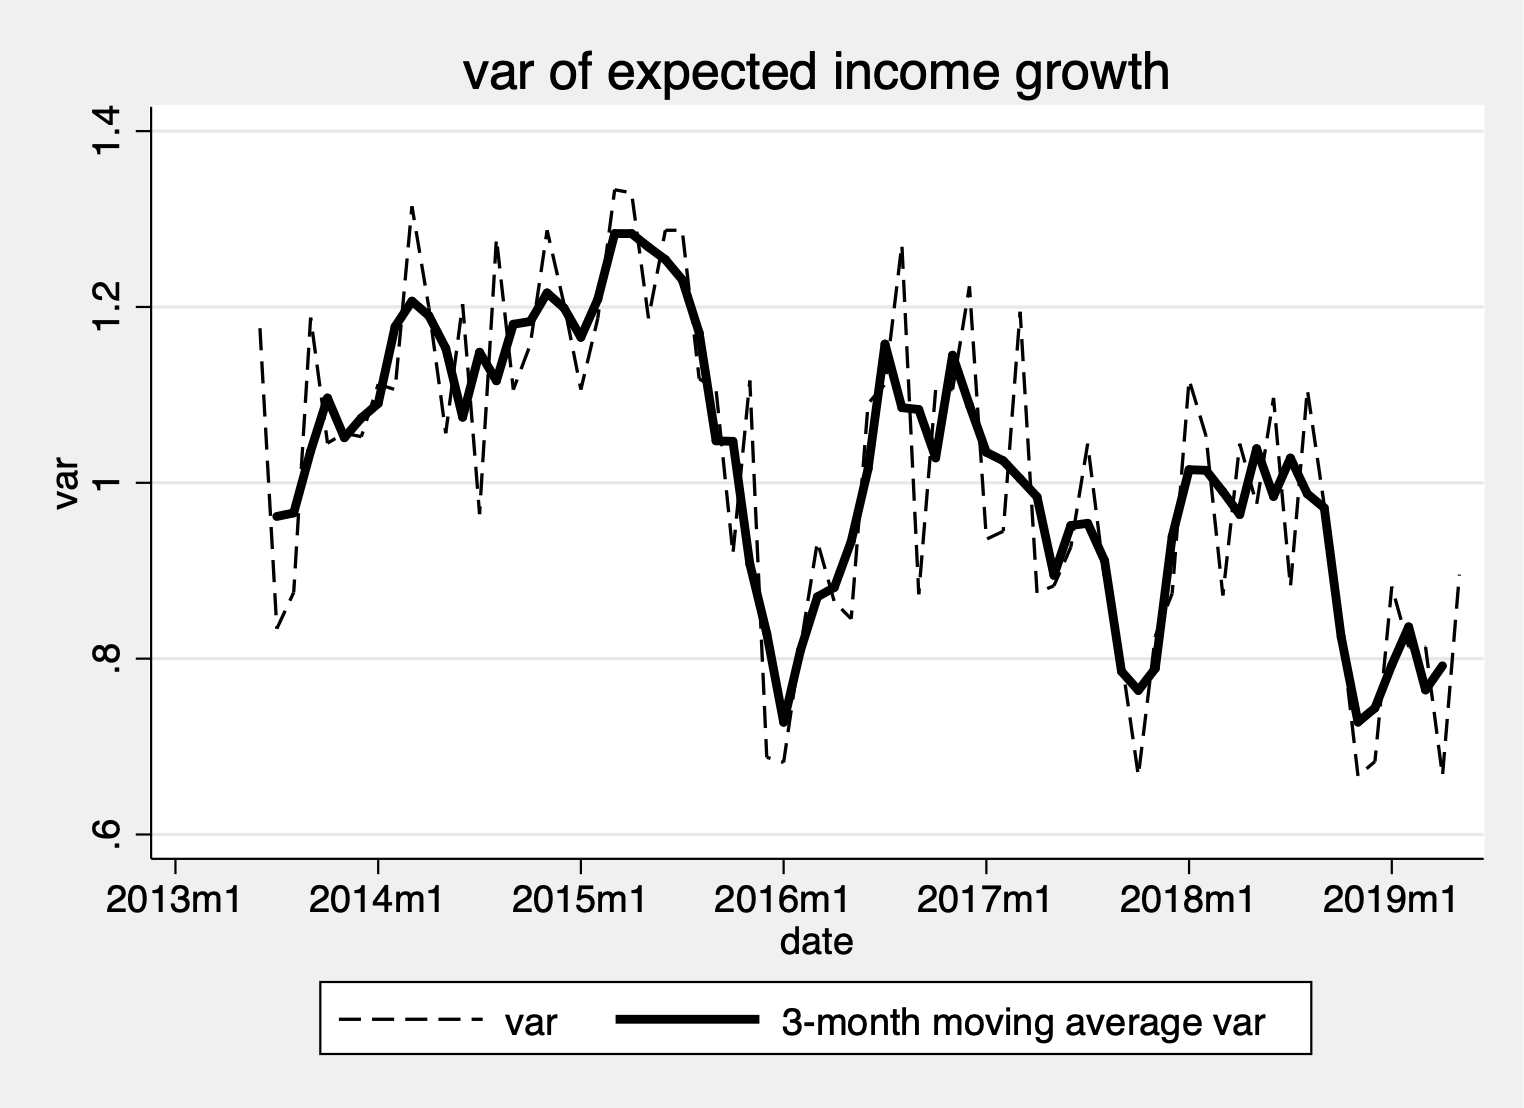 var of expected income growth
1.4
1.2
1
.8
.6
var
2013m1 2014m1 2015m1 2016m1 2017m1 2018m1 2019m1
date
var 3-month moving average var